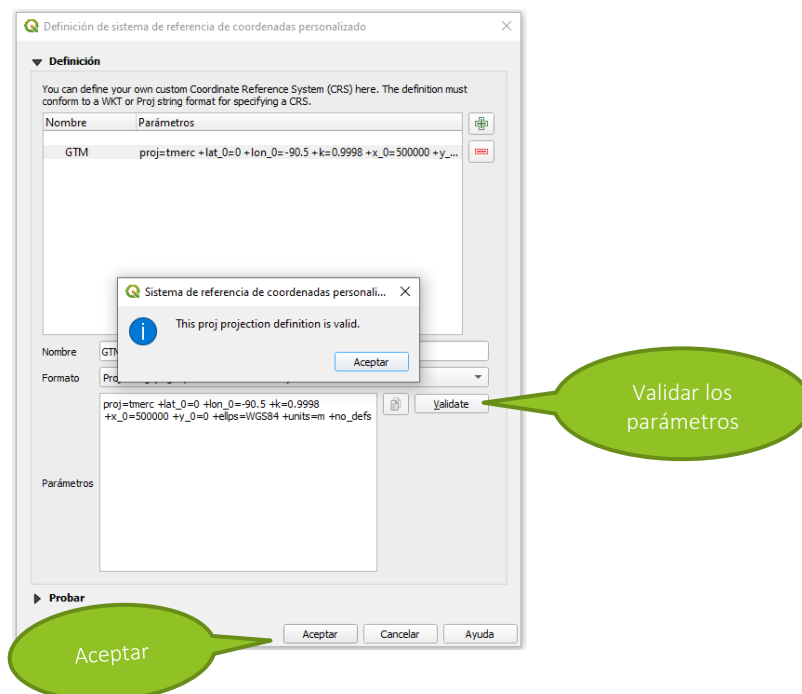 Definición de sistema de referencia de coordenadas personalizado
Definición
You can define your own custom Coordinate Reference System (CRS) here. The definition must
conform to a WKT or Proj string format for specifying a CRS.
Nombre Parámetros
GTM proj=tmerc +lat_0=0 +lon_0=-90.5 +k=0.9998 +x_0=500000 +y_...
Sistema de referencia de coordenadas personali...
This proj projection definition is valid.
Aceptar
Nombre
Formato
proj=tmerc +lat_0=0 +lon_0=-90.5 +k=0.9998
+x_0=500000 +y_0=0 +ellps=WGS84 +units=m +no_defs
Validate
Validar los
parámetros
Parámetros
Probar
Aceptar Cancelar Ayuda
Aceptar